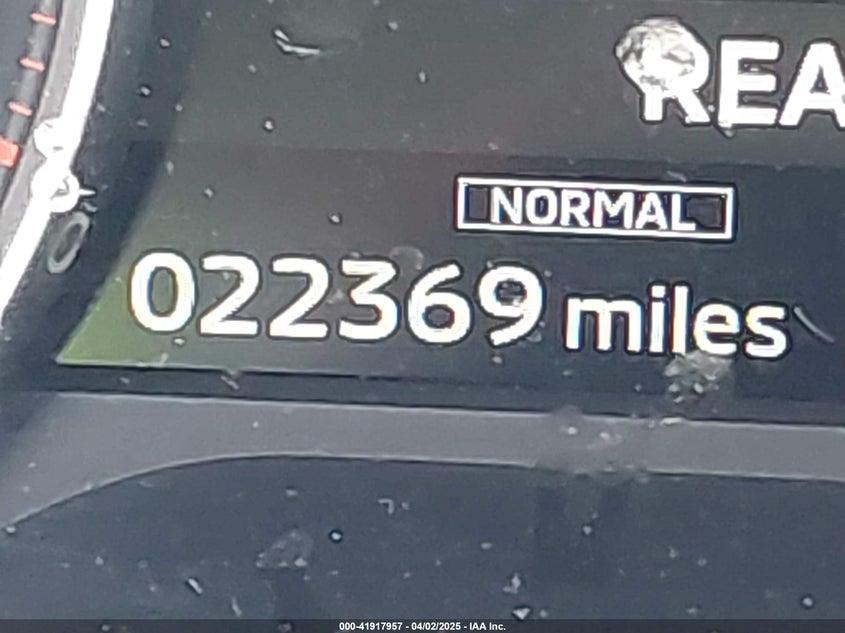 REA
NORMAL
022369 miles
000-41917957 - 04/02/2025 - IAA Inc.